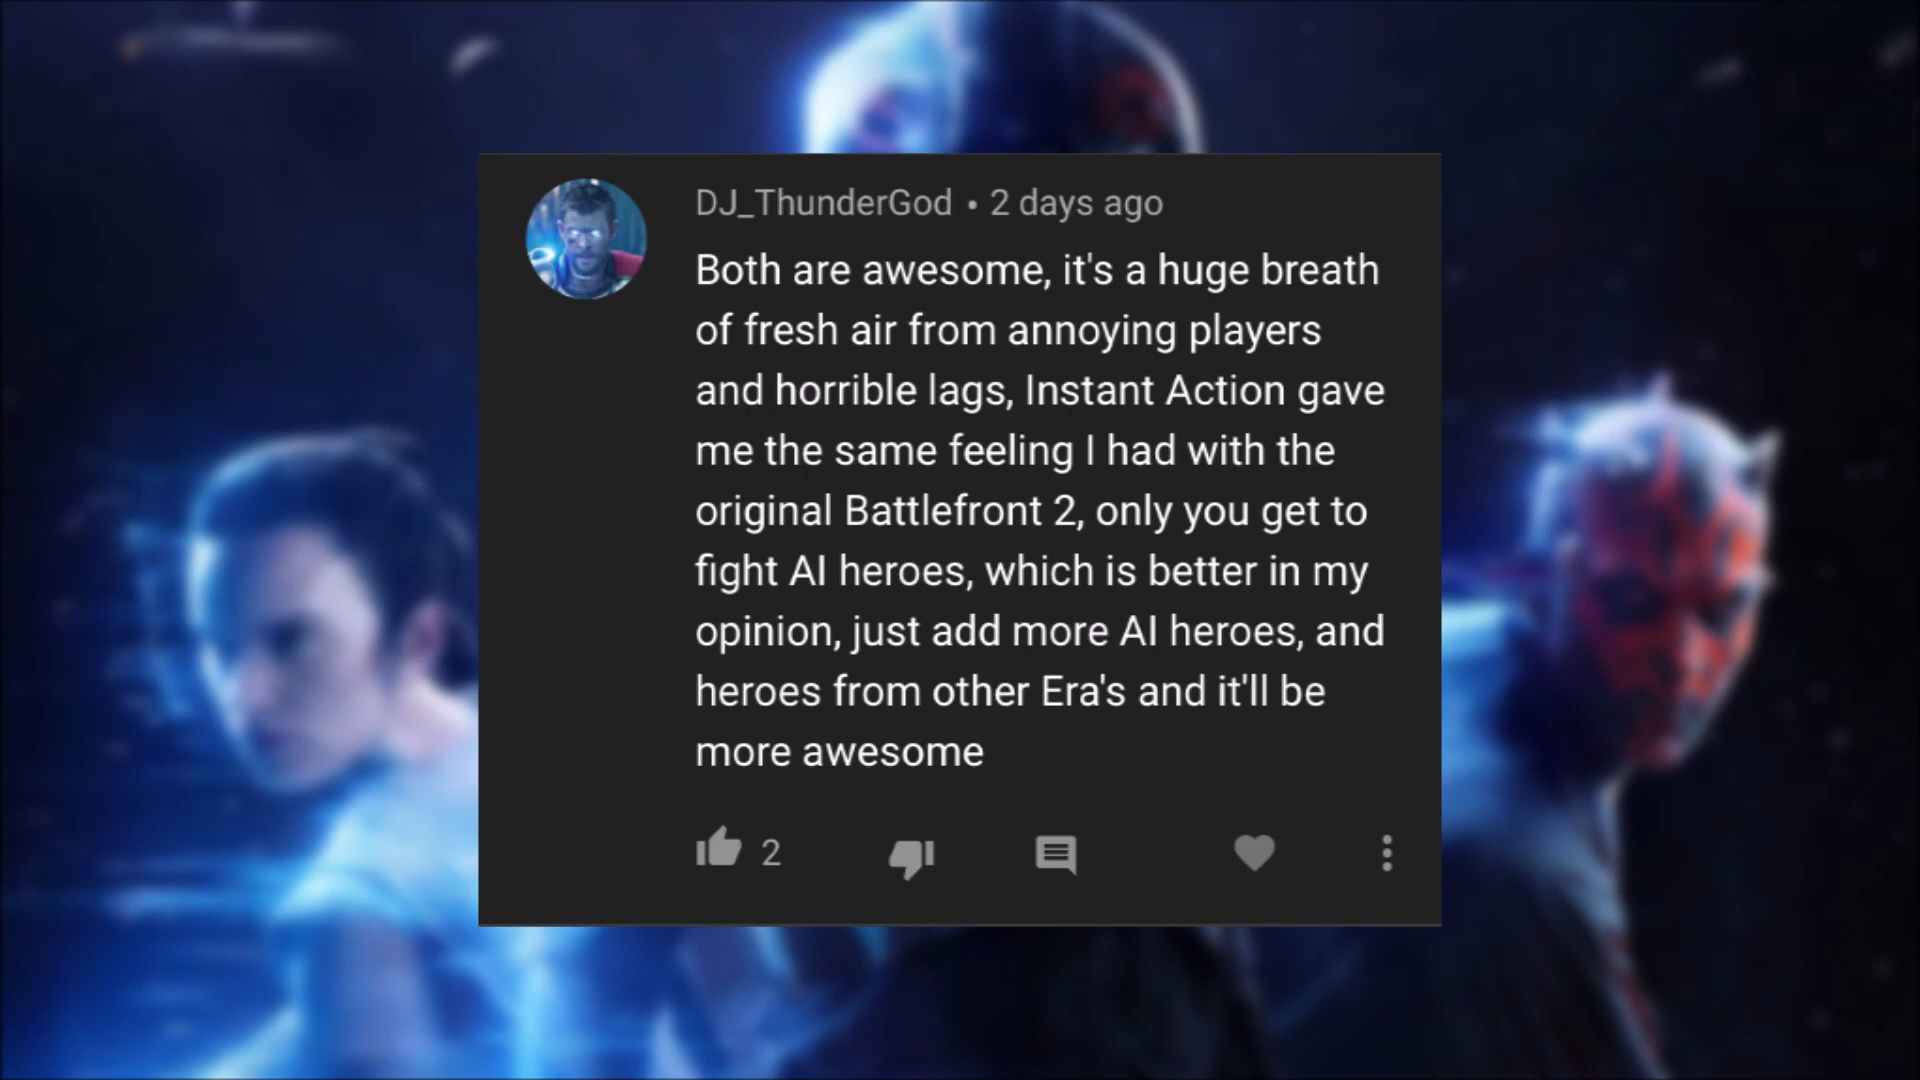 DJ_ThunderGod • 2 days ago
Both are awesome, it's a huge breath
of fresh air from annoying players
and horrible lags, Instant Action gave
me the same feeling I had with the
original Battlefront 2, only you get to
fight AI heroes, which is better in my
opinion, just add more AI heroes, and
heroes from other Era's and it'll be
more awesome
2